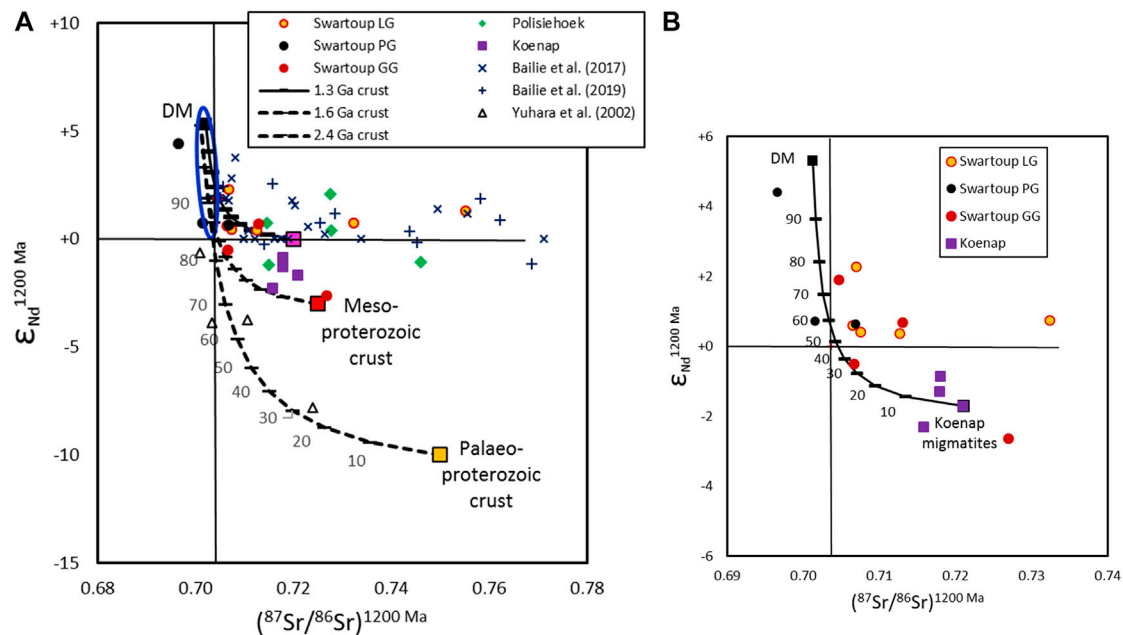 A
+10
+5
+0
-5
-10
-15
εNd 1200 Ma
0.68
0.70
0.72
0.74
0.76
0.78
(87Sr/86Sr)1200 Ma
Swartoup LG
Swartoup PG
Swartoup GG
1.3 Ga crust
1.6 Ga crust
2.4 Ga crust
Polisiehoek
Koenap
Bailie et al. (2017)
Bailie et al. (2019)
Yuhara et al. (2002)
DM
90
80
70
60
50
40
30
20
10
Meso-
proterozoic
crust
Palaeo-
proterozoic
crust
B
+6
+4
+2
+0
-2
-4
-6
εNd 1200 Ma
0.69
0.70
0.71
0.72
0.73
0.74
(87Sr/86Sr)1200 Ma
Swartoup LG
Swartoup PG
Swartoup GG
Koenap
DM
90
80
70
60
50
40
30
20
10
Koenap
migmatites